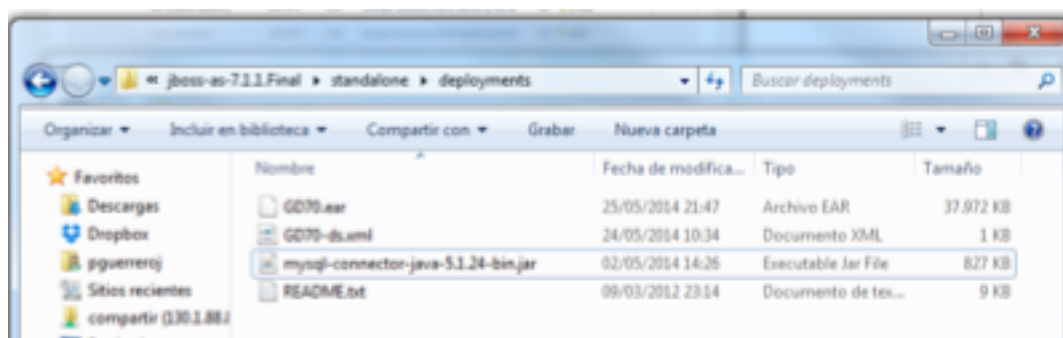 jboss-as-7.1.1.Final standalone deployments Buscar deployments
Organizar Incluir en biblioteca Compartir con Grabar Nueva carpeta
Favoritos
Descargas
Dropbox
pguerreroj
Sitios recientes
compartir (130.1.88.
Nombre Fecha de modifica... Tipo Tamaño
GD70.ear 25/05/2014 21:47 Archivo EAR 37.972 KB
GD70-ds.xml 24/05/2014 10:34 Documento XML 1 KB
mysql-connector-java-5.1.24-bin.jar 02/05/2014 14:26 Executable Jar File 827 KB
README.txt 09/03/2012 23:14 Documento de tex... 9 KB